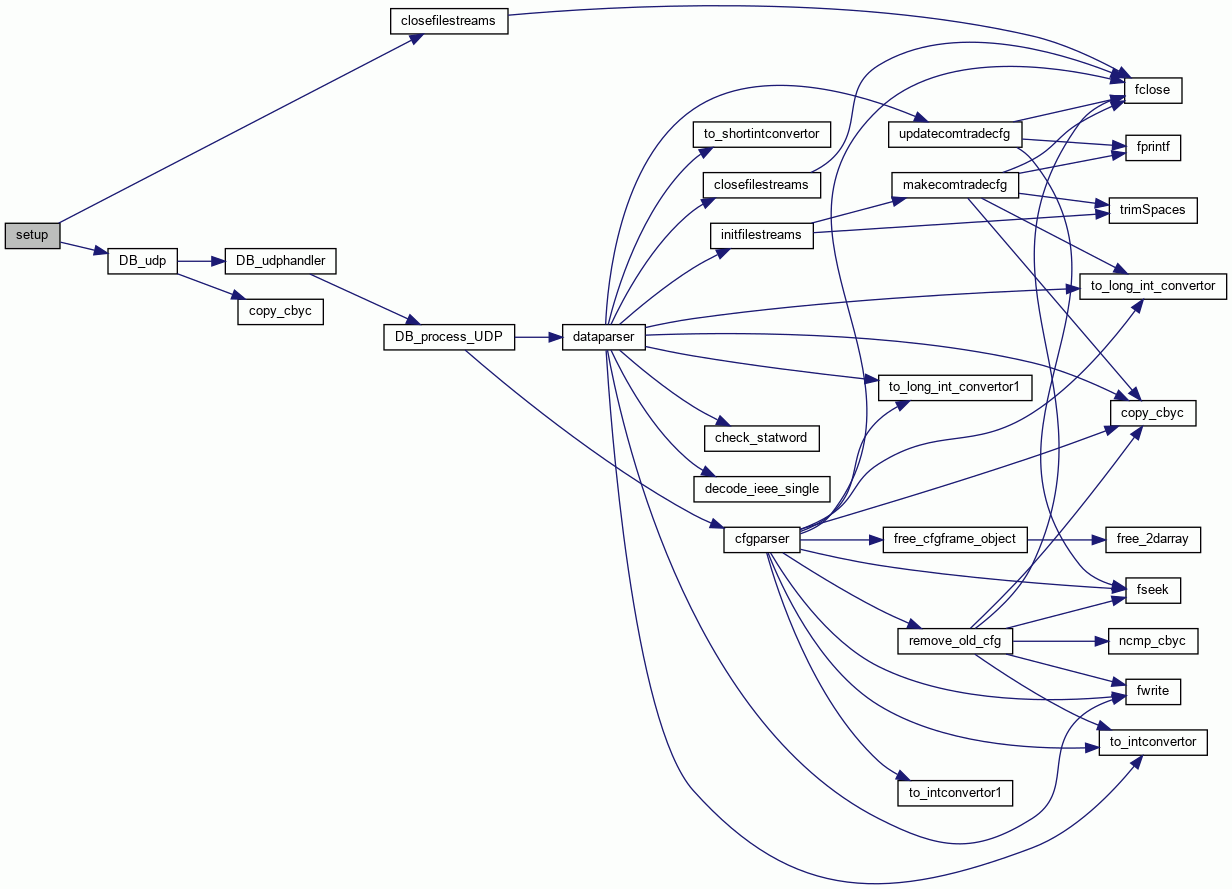 closefilestreams
fclose
to_shortintconvertor
updatecomtradecfg
fprintf
closefilestreams
makecomtradecfg
trimSpaces
setup
initfilestreams
DB_udp
DB_udphandler
to_long_int_convertor
copy_cbyc
DB_process_UDP
dataparser
to_long_int_convertor1
copy_cbyc
check_statword
decode_ieee_single
cfgparser
free_cfgframe_object
free_2darray
fseek
remove_old_cfg
ncmp_cbyc
fwrite
to_intconvertor
to_intconvertor1